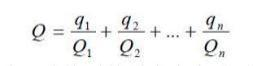 Q = q₁/Q₁ + q₂/Q₂ + ... + qₙ/Qₙ